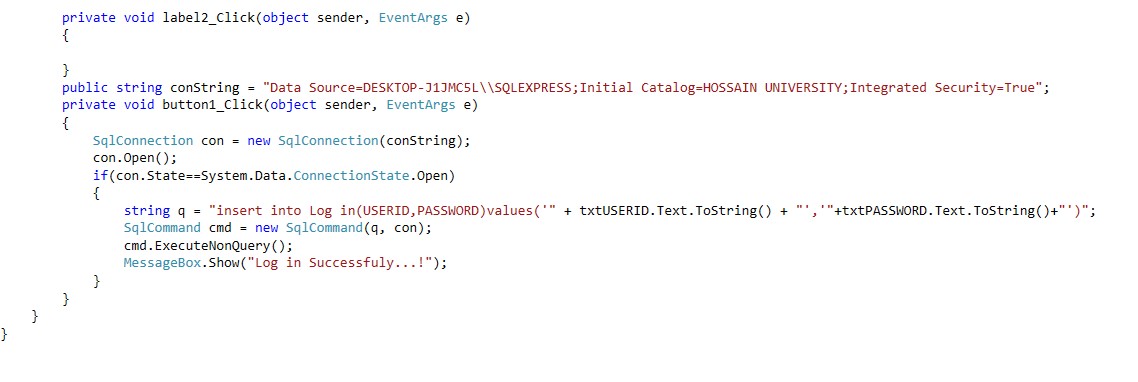 private void label2_Click(object sender, EventArgs e)
{
}
public string conString = "Data Source=DESKTOP-J1JMC5L\\SQLEXPRESS;Initial Catalog=HOSSAIN UNIVERSITY;Integrated Security=True";
private void button1_Click(object sender, EventArgs e)
{
SqlConnection con = new SqlConnection(conString);
con.Open();
if(con.State==System.Data.ConnectionState.Open)
{
string q = "insert into Log in(USERID,PASSWORD)values('" + txtUSERID.Text.ToString() + "','"+txtPASSWORD.Text.ToString()+"')";
SqlCommand cmd = new SqlCommand(q, con);
cmd.ExecuteNonQuery();
MessageBox.Show("Log in Successfuly...!");
}
}
}
}